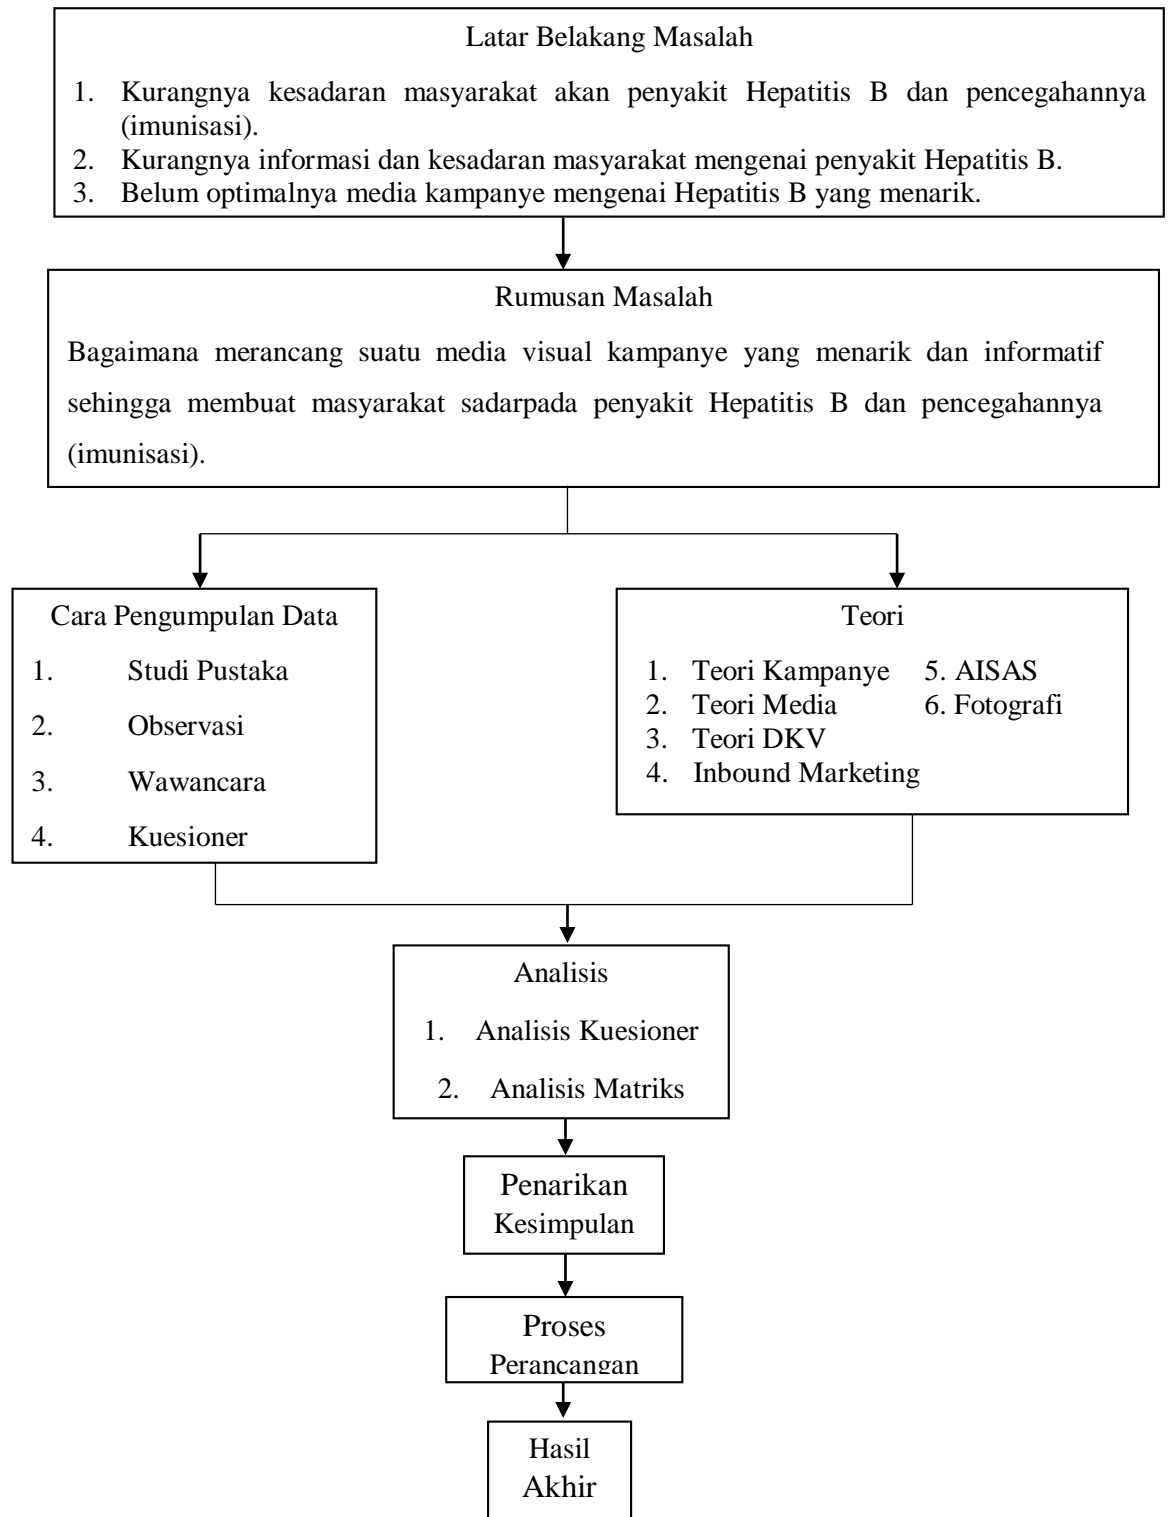 Latar Belakang Masalah
1. Kurangnya kesadaran masyarakat akan penyakit Hepatitis B dan pencegahannya
(imunisasi).
2. Kurangnya informasi dan kesadaran masyarakat mengenai penyakit Hepatitis B.
3. Belum optimalnya media kampanye mengenai Hepatitis B yang menarik.
Rumusan Masalah
Bagaimana merancang suatu media visual kampanye yang menarik dan informatif
sehingga membuat masyarakat sadarpada penyakit Hepatitis B dan pencegahannya
(imunisasi).
Cara Pengumpulan Data
1. Studi Pustaka
2. Observasi
3. Wawancara
4. Kuesioner
Teori
1. Teori Kampanye 5. AISAS
2. Teori Media 6. Fotografi
3. Teori DKV
4. Inbound Marketing
Analisis
1. Analisis Kuesioner
2. Analisis Matriks
Penarikan
Kesimpulan
Proses
Perancangan
Hasil
Akhir